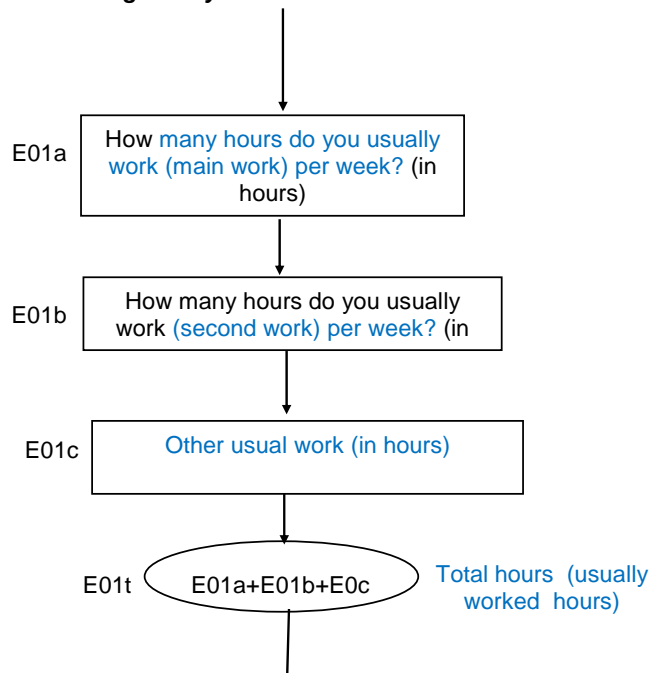 E01a
How many hours do you usually
work (main work) per week? (in
hours)
E01b
How many hours do you usually
work (second work) per week? (in
E01c
Other usual work (in hours)
E01t
E01a+E01b+E0c
Total hours (usually
worked hours)